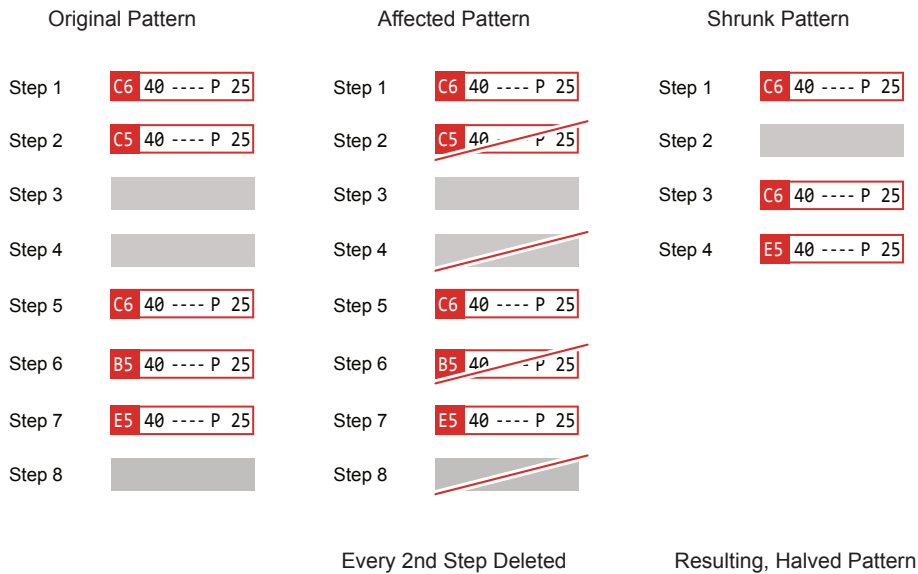 Original Pattern Affected Pattern Shrunk Pattern
Step 1 C6 40 ---- P 25 Step 1 C6 40 ---- P 25 Step 1 C6 40 ---- P 25
Step 2 C5 40 ---- P 25 Step 2 C5 40 - P 25 Step 2
Step 3 Step 3 Step 3 C6 40 ---- P 25
Step 4 Step 4 Step 4 E5 40 ---- P 25
Step 5 C6 40 ---- P 25 Step 5 C6 40 ---- P 25
Step 6 B5 40 ---- P 25 Step 6 B5 40 - P 25
Step 7 E5 40 ---- P 25 Step 7 E5 40 ---- P 25
Step 8 Step 8
Every 2nd Step Deleted Resulting, Halved Pattern